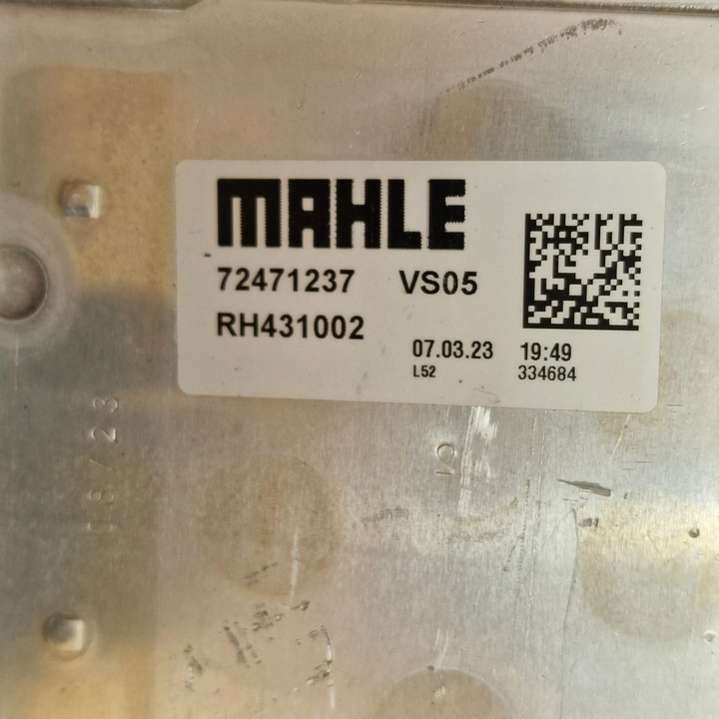 MAHLE
72471237 VS05
RH431002
07.03.23 19:49
L52 334684